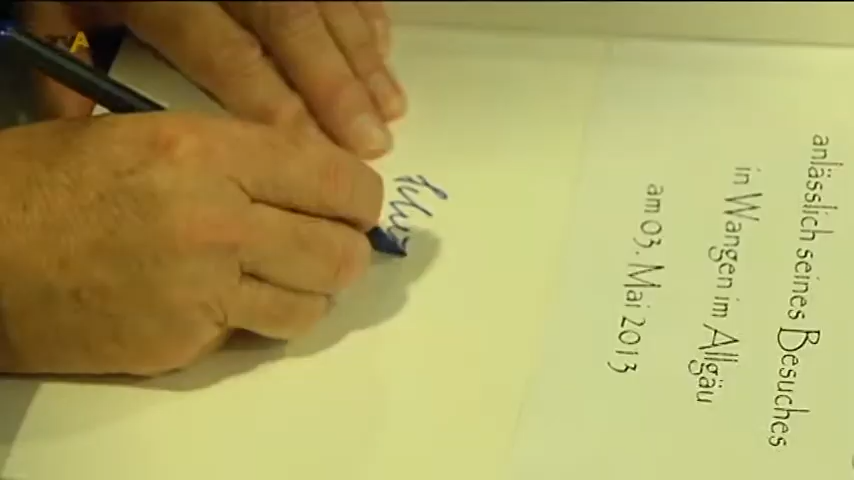 anlässlich seines Besuches
in Wangen im Allgäu
am 03. Mai 2013